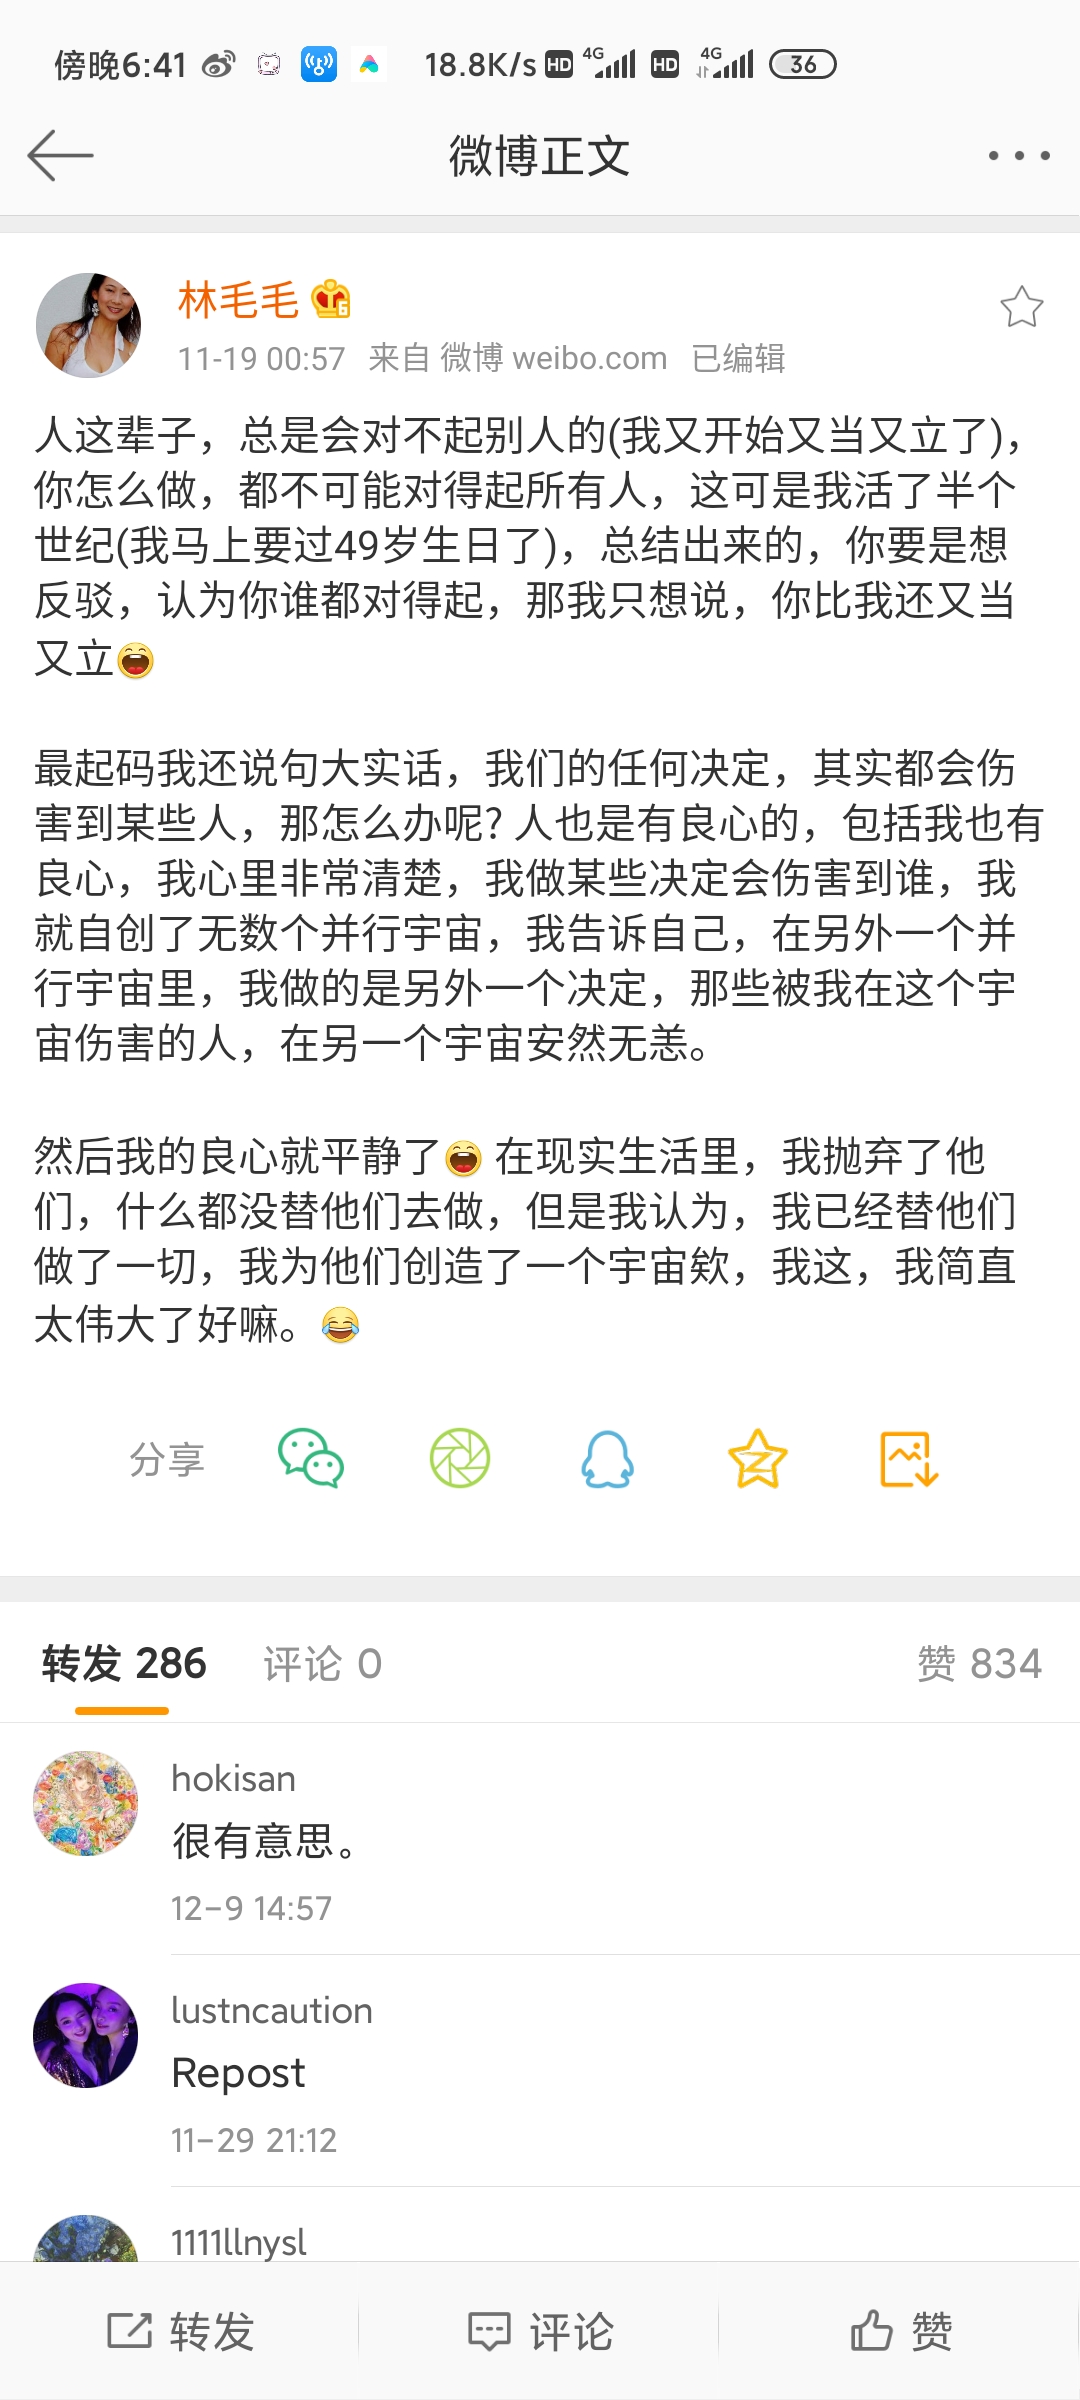 傍晚6:41 18.8K/s HD 4G HD 4G 36
微博正文
林毛毛 6
11-19 00:57 来自 微博 weibo.com 已编辑
人这辈子，总是会对不起别人的(我又开始又当又立了)，
你怎么做，都不可能对得起所有人，这可是我活了半个
世纪(我马上要过49岁生日了)，总结出来的，你要是想
反驳，认为你谁都对得起，那我只想说，你比我还又当
又立😄
最起码我还说句大实话，我们的任何决定，其实都会伤
害到某些人，那怎么办呢? 人也是有良心的，包括我也有
良心，我心里非常清楚，我做某些决定会伤害到谁，我
就自创了无数个并行宇宙，我告诉自己，在另外一个并
行宇宙里，我做的是另外一个决定，那些被我在这个宇
宙伤害的人，在另一个宇宙安然无恙。
然后我的良心就平静了😄 在现实生活里，我抛弃了他
们，什么都没替他们去做，但是我认为，我已经替他们
做了一切，我为他们创造了一个宇宙欸，我这，我简直
太伟大了好嘛。😂
分享
转发 286 评论 0 赞 834
hokisan
很有意思。
12-9 14:57
lustncaution
Repost
11-29 21:12
1111llnysl
转发 评论 赞